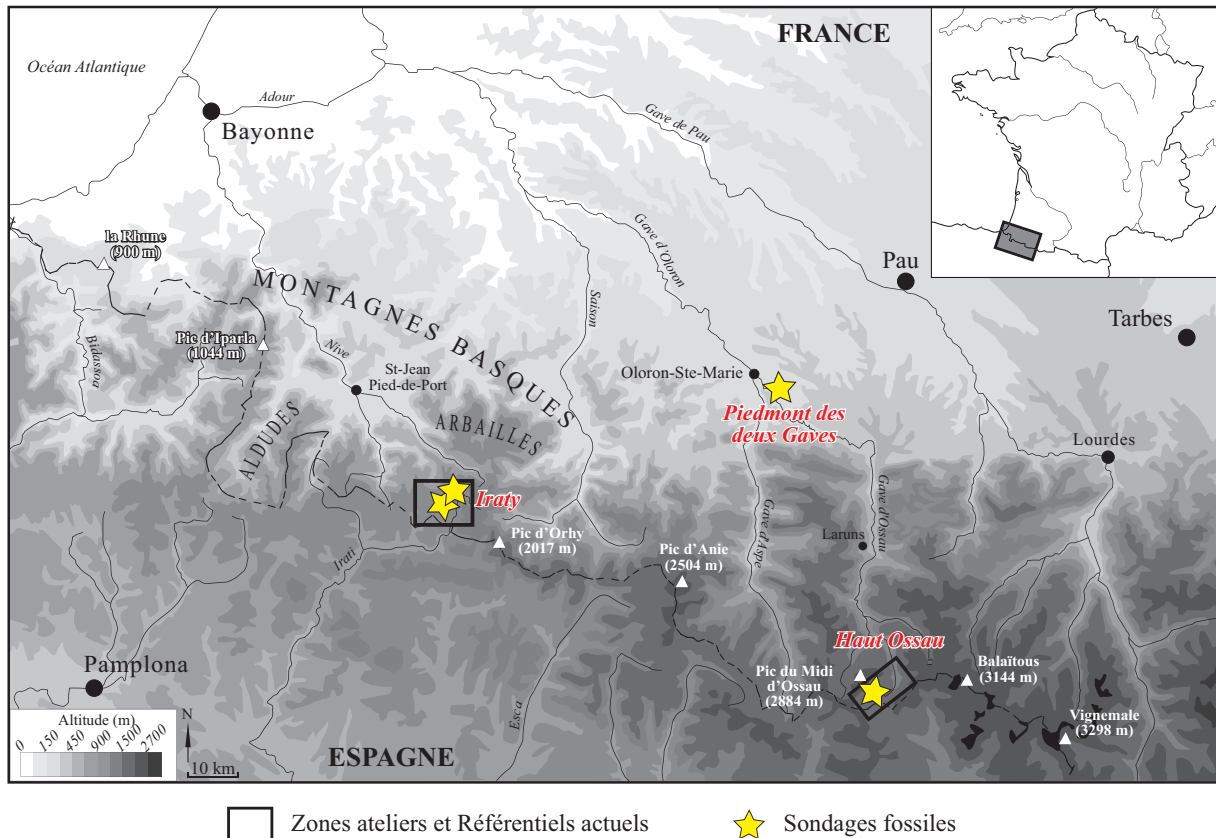 FRANCE
Océan Atlantique
Adour
Bayonne
Gave de Pau
la Rhune
(900 m)
Gave d'Oloron
Pau
MONTAGNES BASQUES
Saison
Tarbes
Bidassoa
Pic d'Iparla
(1044 m)
Nive
St-Jean
Pied-de-Port
Oloron-Ste-Marie
Piedmont des
deux Gaves
ARBAILLES
ALDUDES
Lourdes
Iraty
Gave d'Aspe
Gave d'Ossau
Laruns
Irati
Pic d'Orhy
(2017 m)
Pic d'Anie
(2504 m)
Haut Ossau
Pic du Midi
d'Ossau
(2884 m)
Balaïtous
(3144 m)
Pamplona
Esca
Vignemale
(3298 m)
Altitude (m)
0 150 450 900 1500 2700
N
10 km
ESPAGNE
Zones ateliers et Référentiels actuels
Sondages fossiles